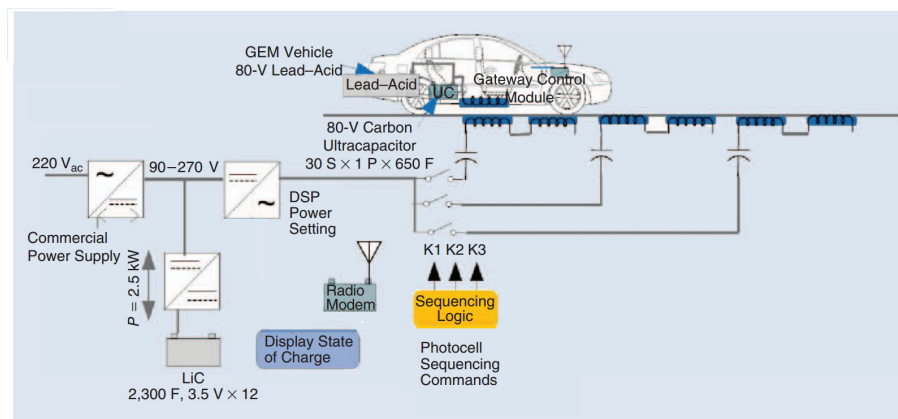 GEM Vehicle
80-V Lead–Acid
Lead–Acid
UC
Gateway Control
Module
80-V Carbon
Ultracapacitor
30 S × 1 P × 650 F
220 Vac
90–270 V
DSP
Power
Setting
Commercial
Power Supply
P = 2.5 kW
K1 K2 K3
Radio
Modem
Sequencing
Logic
Display State
of Charge
Photocell
Sequencing
Commands
LiC
2,300 F, 3.5 V × 12